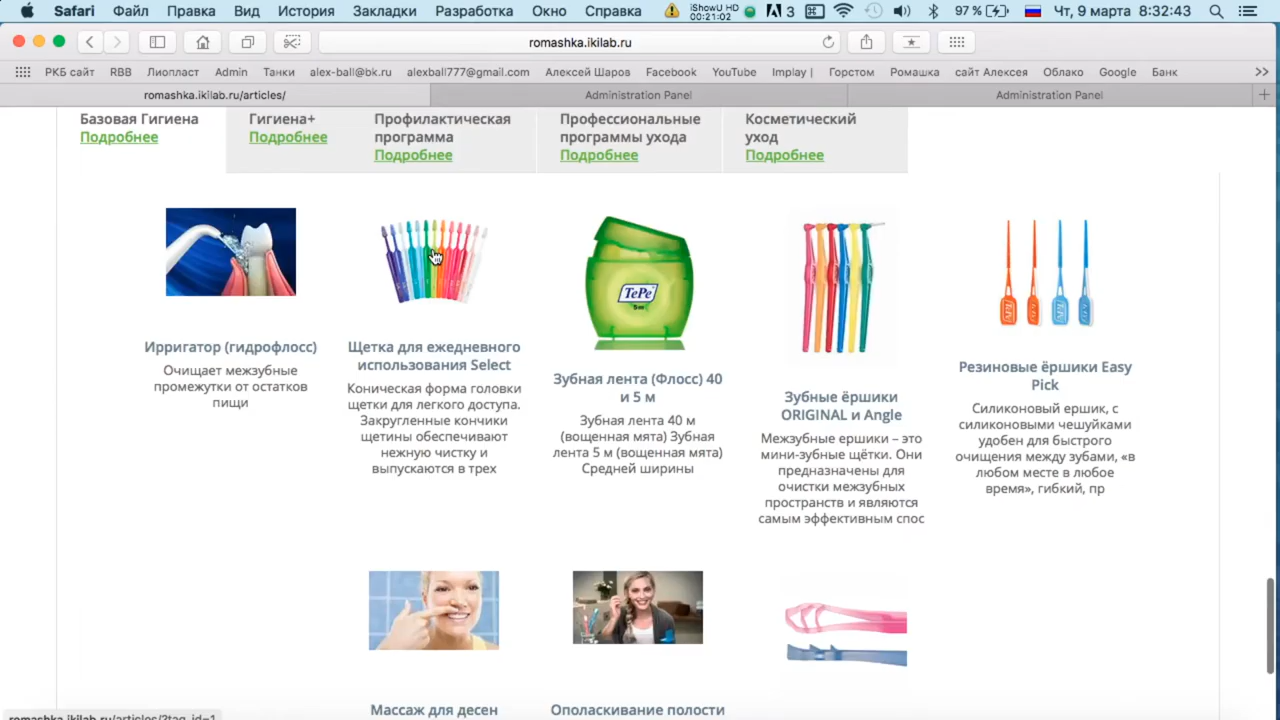 Safari Файл Правка Вид История Закладки Разработка Окно Справка iShowU HD 00:21:02 3 97 % Чт, 9 марта 8:32:43
romashka.ikilab.ru
РКБ сайт RBB Лиопласт Admin Танки alex-ball@bk.ru alexball777@gmail.com Алексей Шаров Facebook YouTube Implay | Горстом Ромашка сайт Алексея Облако Google Банк
romashka.ikilab.ru/articles/ Administration Panel Administration Panel
Базовая Гигиена
Подробнее
Гигиена+
Подробнее
Профилактическая
программа
Подробнее
Профессиональные
программы ухода
Подробнее
Косметический
уход
Подробнее
Ирригатор (гидрофлосс)
Очищает межзубные
промежутки от остатков
пищи
Щетка для ежедневного
использования Select
Коническая форма головки
щетки для легкого доступа.
Закругленные кончики
щетины обеспечивают
нежную чистку и
выпускаются в трех
TePe
5м
Зубная лента (Флосс) 40
и 5 м
Зубная лента 40 м
(вощенная мята) Зубная
лента 5 м (вощенная мята)
Средней ширины
Зубные ёршики
ORIGINAL и Angle
Межзубные ершики – это
мини-зубные щётки. Они
предназначены для
очистки межзубных
пространств и являются
самым эффективным спос
Резиновые ёршики Easy
Pick
Силиконовый ершик, с
силиконовыми чешуйками
удобен для быстрого
очищения между зубами, «в
любом месте в любое
время», гибкий, пр
Массаж для десен
Ополаскивание полости
romashka.ikilab.ru/articles/?tag_id=1